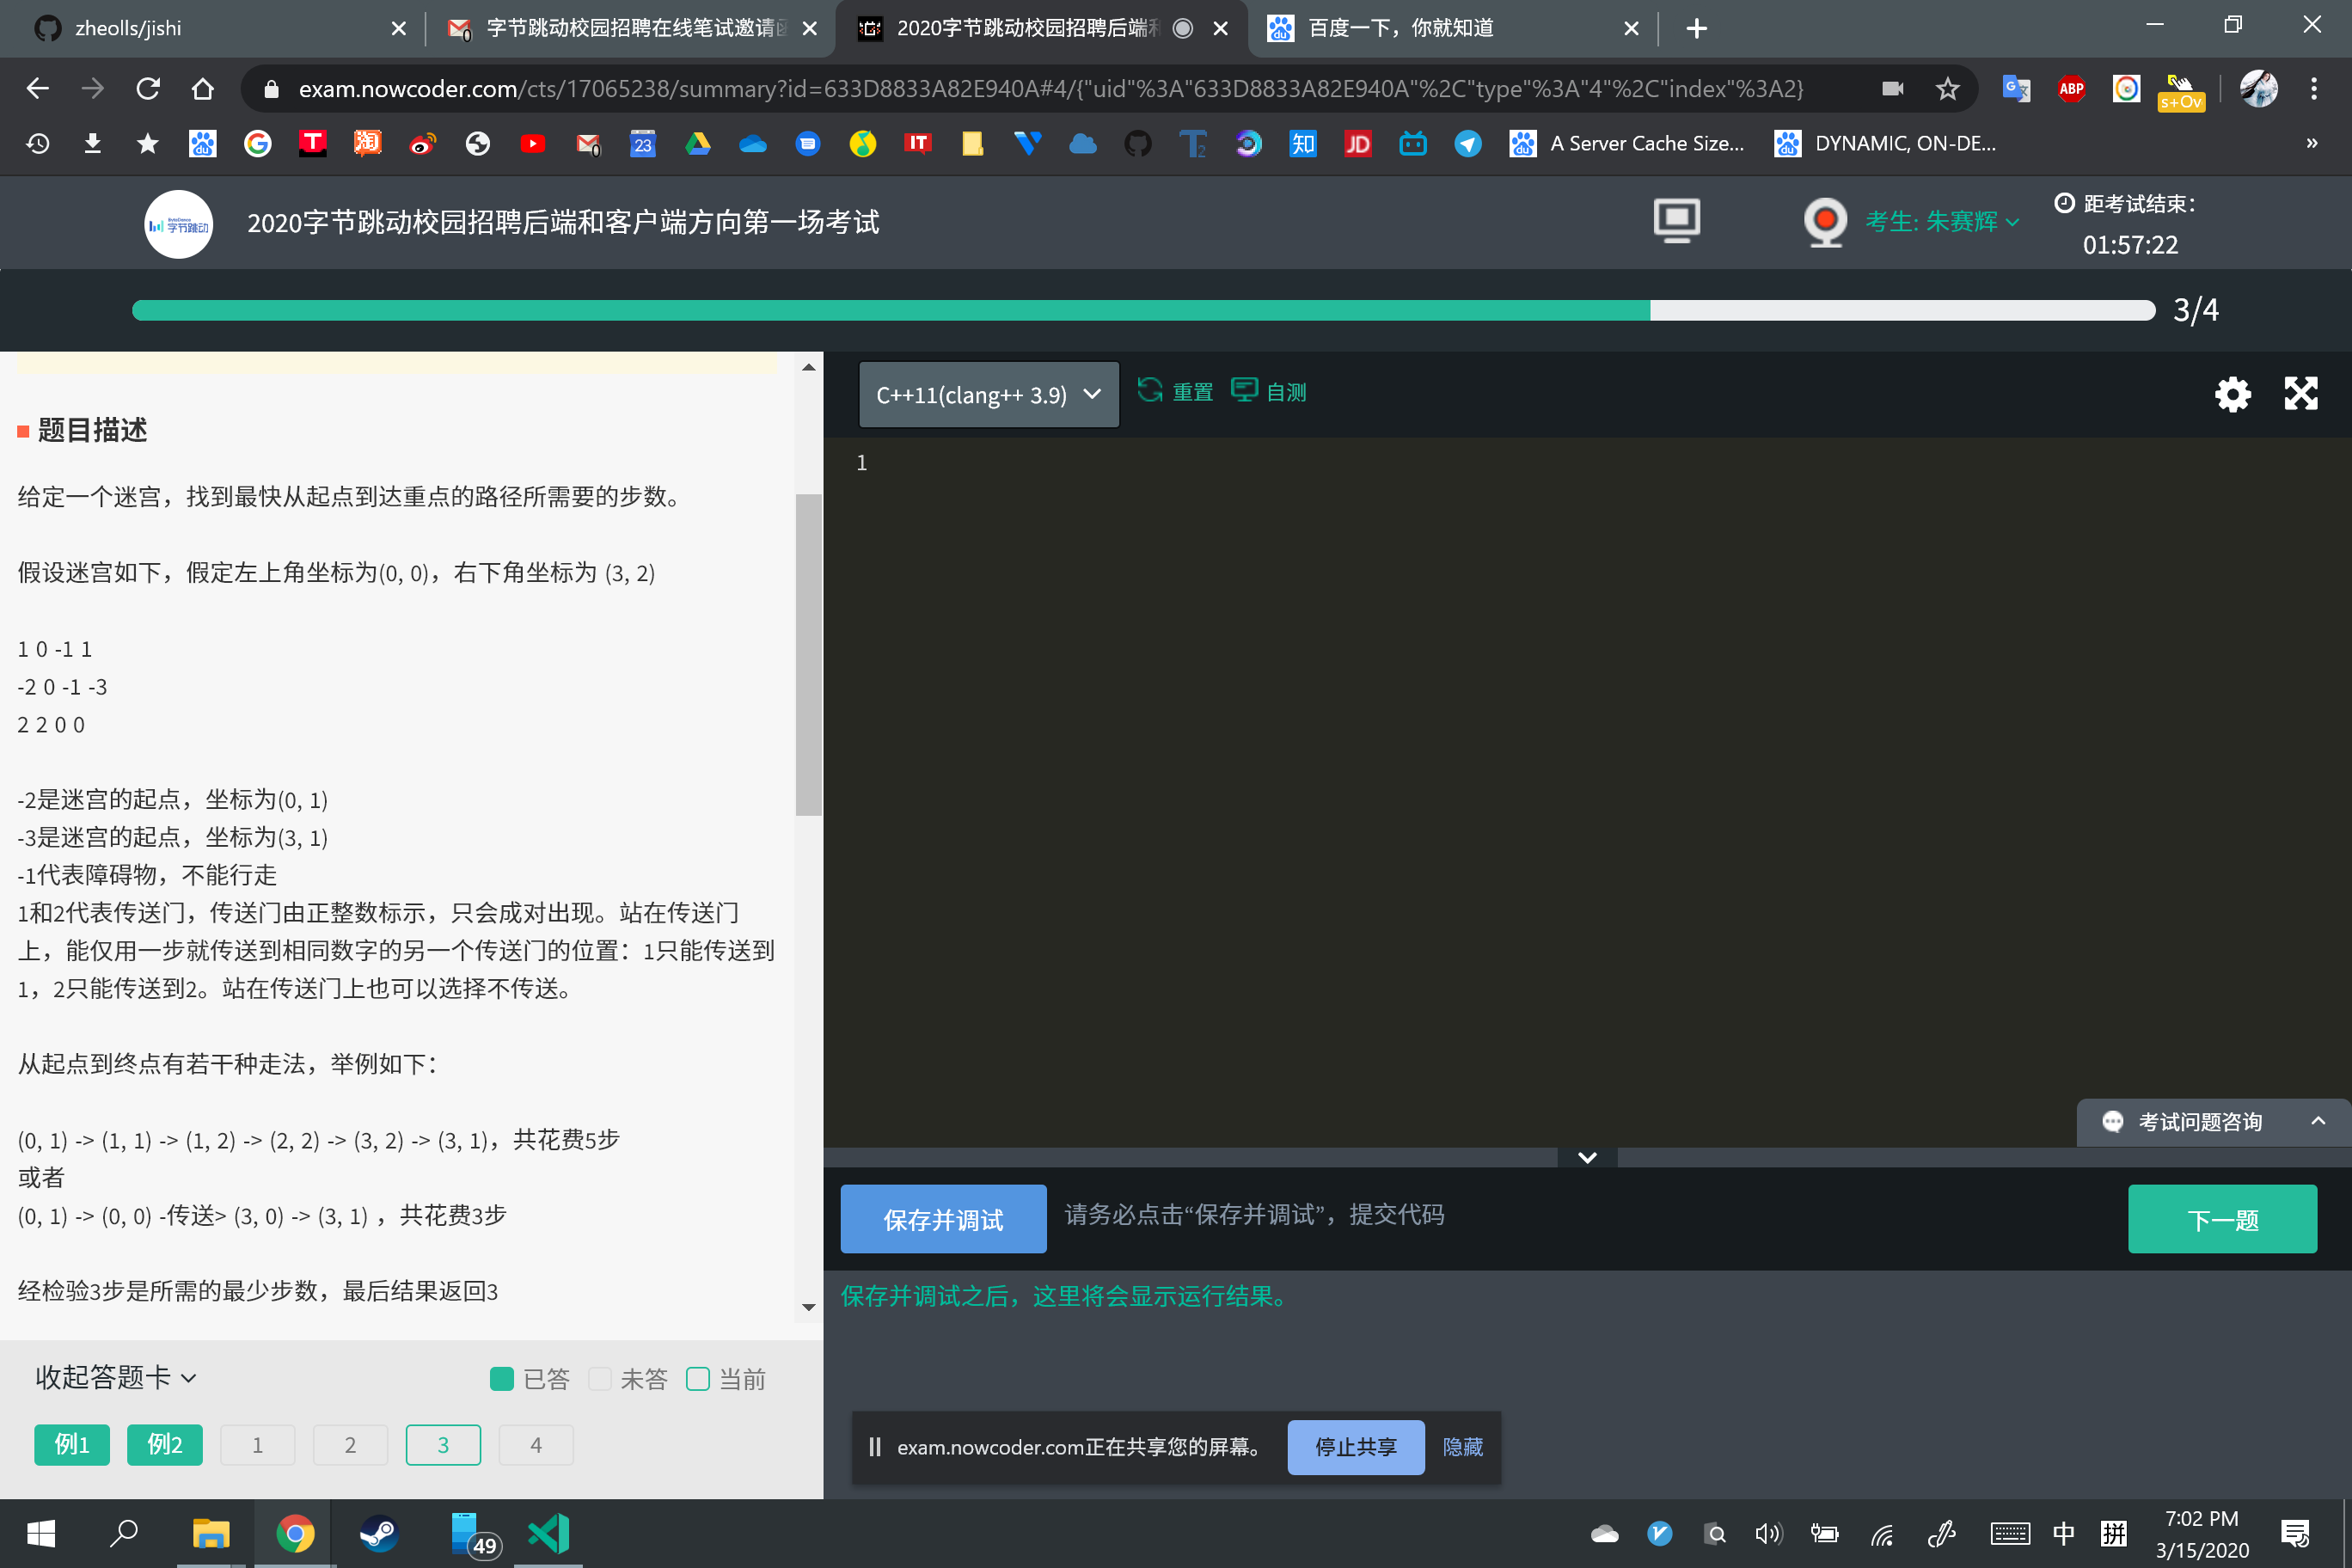 zheolls/jishi
字节跳动校园招聘在线笔试邀请函
2020字节跳动校园招聘后端和
百度一下，你就知道
exam.nowcoder.com/cts/17065238/summary?id=633D8833A82E940A#4/{"uid"%3A"633D8833A82E940A"%2C"type"%3A"4"%2C"index"%3A2}
ABP
s+Ov
A Server Cache Size...
DYNAMIC, ON-DE...
字节跳动
2020字节跳动校园招聘后端和客户端方向第一场考试
考生: 朱赛辉
距考试结束：
01:57:22
3/4
题目描述
给定一个迷宫，找到最快从起点到达重点的路径所需要的步数。
假设迷宫如下，假定左上角坐标为(0, 0)，右下角坐标为 (3, 2)
1 0 -1 1
-2 0 -1 -3
2 2 0 0
-2是迷宫的起点，坐标为(0, 1)
-3是迷宫的起点，坐标为(3, 1)
-1代表障碍物，不能行走
1和2代表传送门，传送门由正整数标示，只会成对出现。站在传送门
上，能仅用一步就传送到相同数字的另一个传送门的位置：1只能传送到
1，2只能传送到2。站在传送门上也可以选择不传送。
从起点到终点有若干种走法，举例如下：
(0, 1) -> (1, 1) -> (1, 2) -> (2, 2) -> (3, 2) -> (3, 1)，共花费5步
或者
(0, 1) -> (0, 0) -传送> (3, 0) -> (3, 1) ，共花费3步
经检验3步是所需的最少步数，最后结果返回3
收起答题卡
已答
未答
当前
例1
例2
1
2
3
4
C++11(clang++ 3.9)
重置
自测
1
考试问题咨询
保存并调试
请务必点击“保存并调试”，提交代码
下一题
保存并调试之后，这里将会显示运行结果。
exam.nowcoder.com正在共享您的屏幕。
停止共享
隐藏
49
中
拼
7:02 PM
3/15/2020